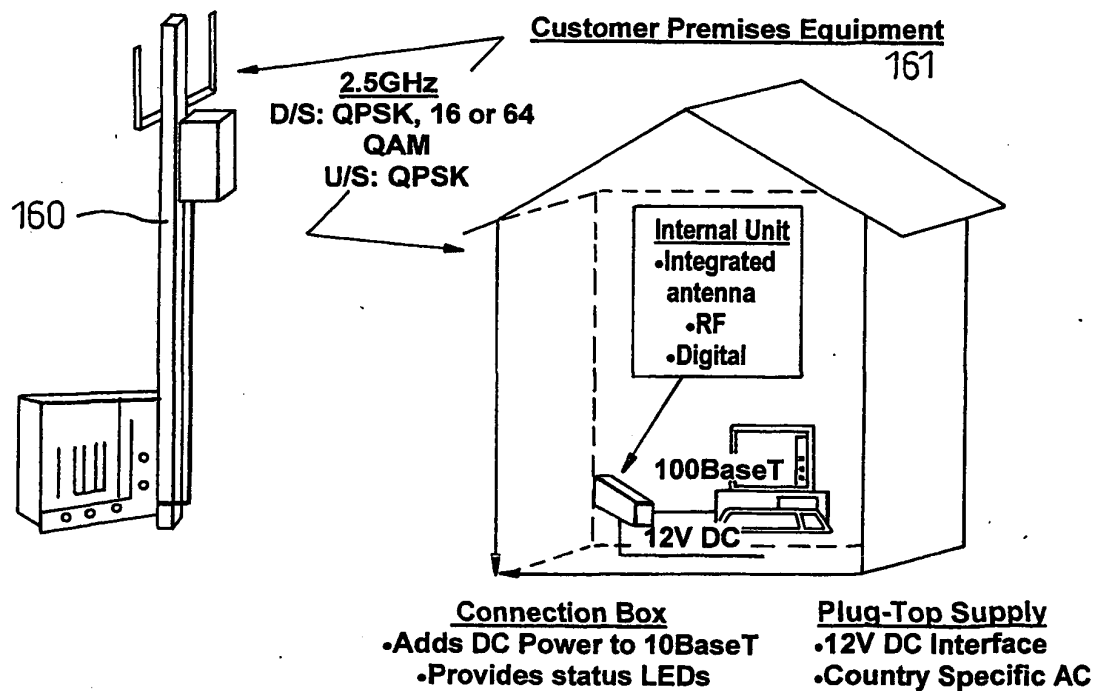 Customer Premises Equipment
161
2.5GHz
D/S: QPSK, 16 or 64
QAM
U/S: QPSK
160
Internal Unit
•Integrated
antenna
•RF
•Digital
100BaseT
12V DC
Connection Box
•Adds DC Power to 10BaseT
•Provides status LEDs
Plug-Top Supply
•12V DC Interface
•Country Specific AC